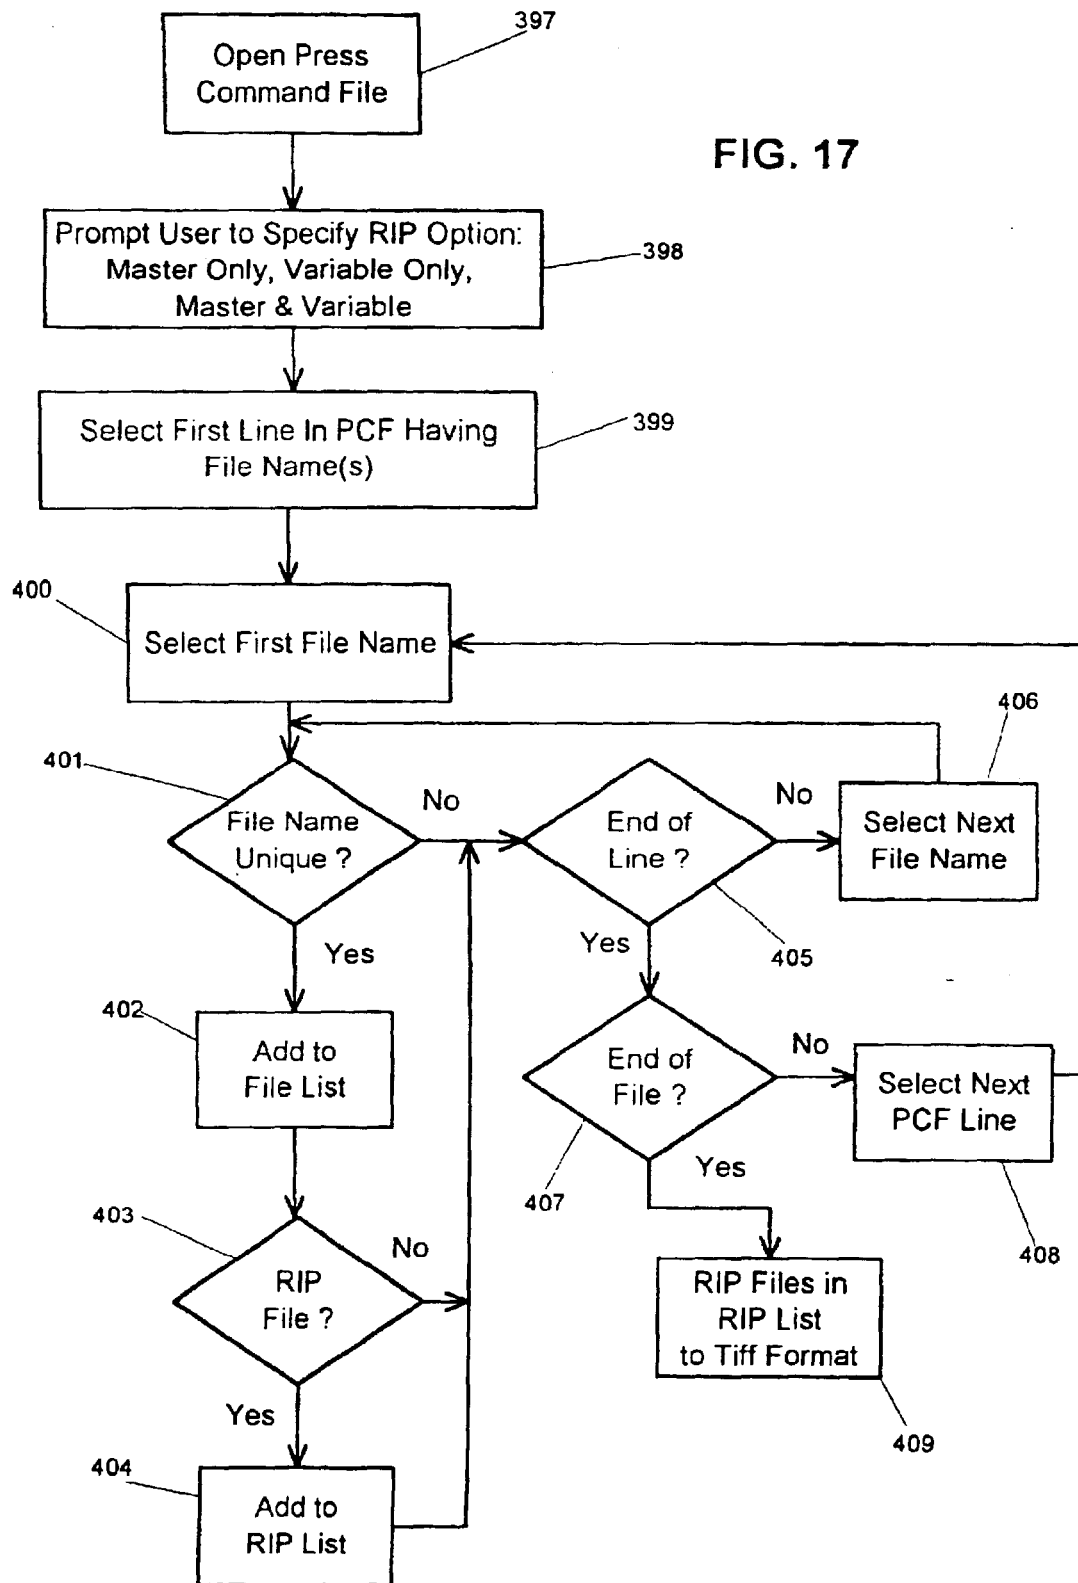 397
Open Press
Command File
FIG. 17
Prompt User to Specify RIP Option:
Master Only, Variable Only,
Master & Variable
398
Select First Line In PCF Having
File Name(s)
399
400
Select First File Name
401
File Name
Unique ?
No
Yes
End of
Line ?
405
No
Yes
406
Select Next
File Name
402
Add to
File List
End of
File ?
407
No
Yes
Select Next
PCF Line
408
403
RIP
File ?
No
Yes
RIP Files in
RIP List
to Tiff Format
409
404
Add to
RIP List